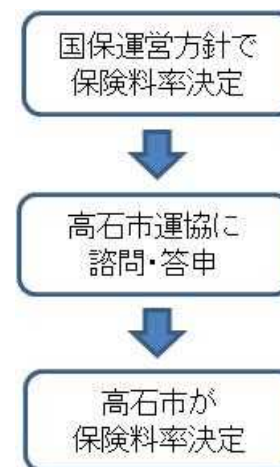 国保運営方針で
保険料率決定
高石市運協に
諮問・答申
高石市が
保険料率決定